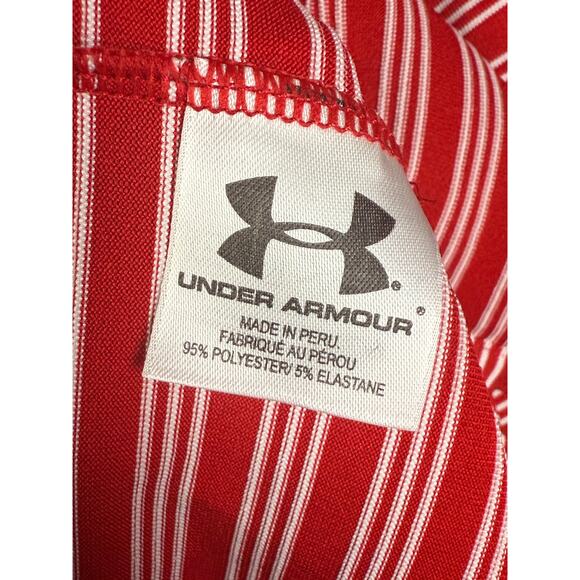 UNDER ARMOUR®
MADE IN PERU.
FABRIQUÉ AU PÉROU
95% POLYESTER/ 5% ELASTANE